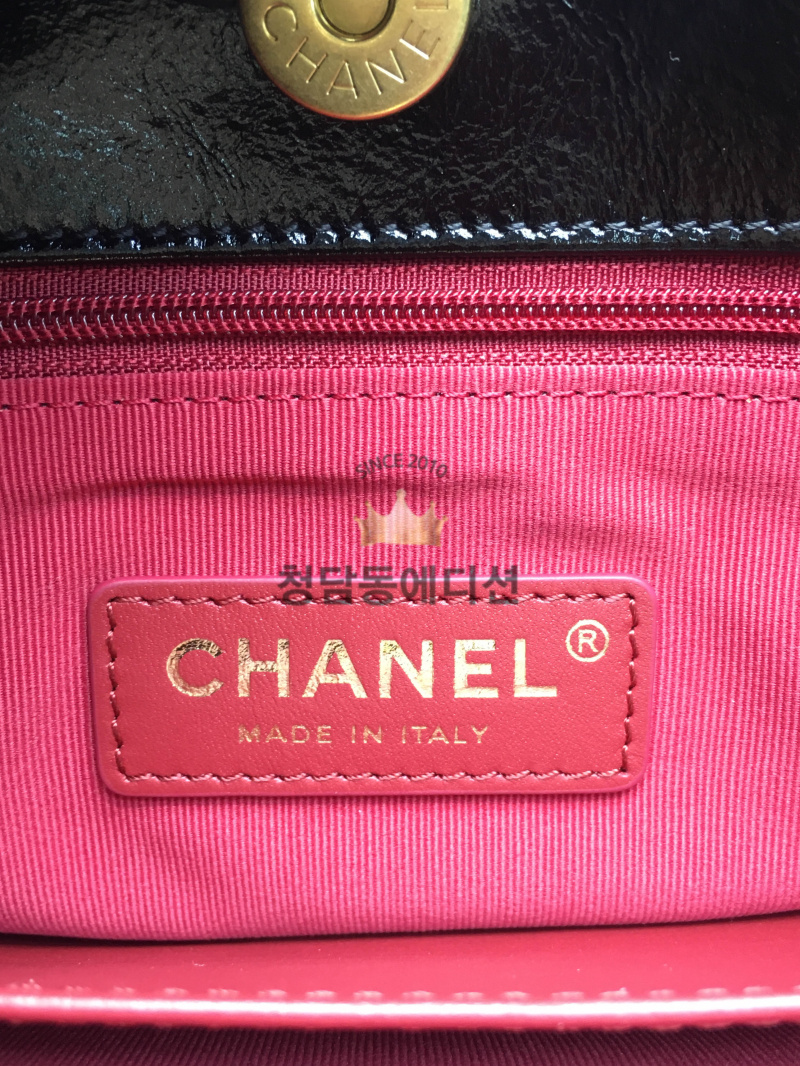 CHANEL
SINCE 2010
청담동에디션
CHANEL®
MADE IN ITALY